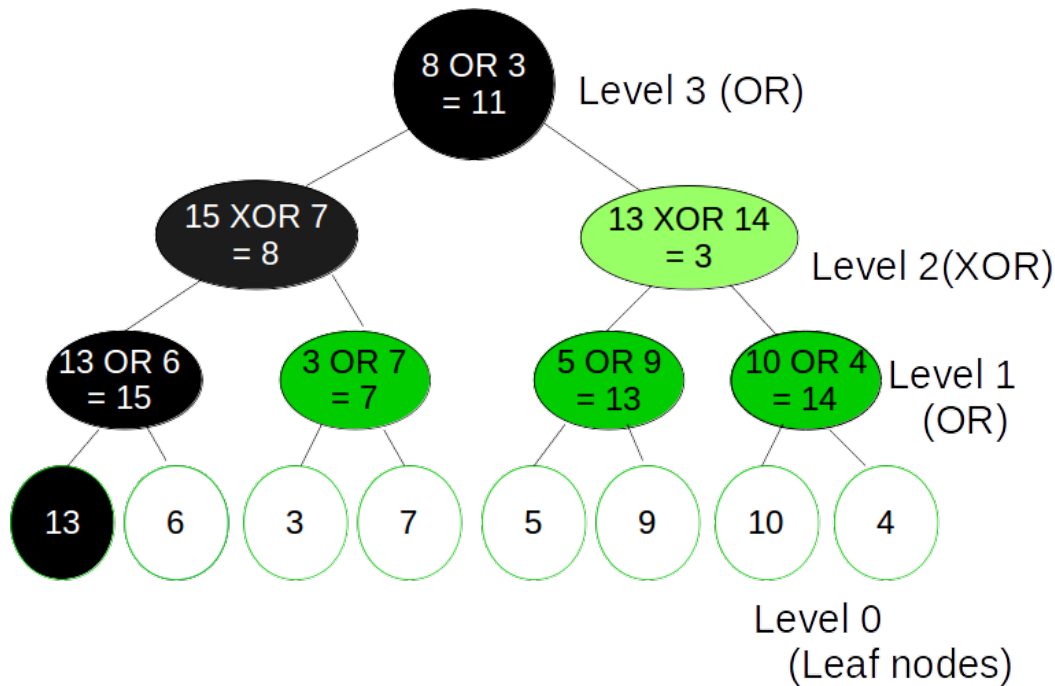 8 OR 3
= 11
Level 3 (OR)
15 XOR 7
= 8
13 XOR 14
= 3
Level 2(XOR)
13 OR 6
= 15
3 OR 7
= 7
5 OR 9
= 13
10 OR 4
= 14
Level 1
(OR)
13
6
3
7
5
9
10
4
Level 0
(Leaf nodes)